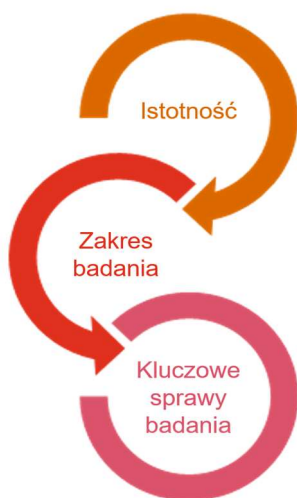 Istotność
Zakres
badania
Kluczowe
sprawy
badania